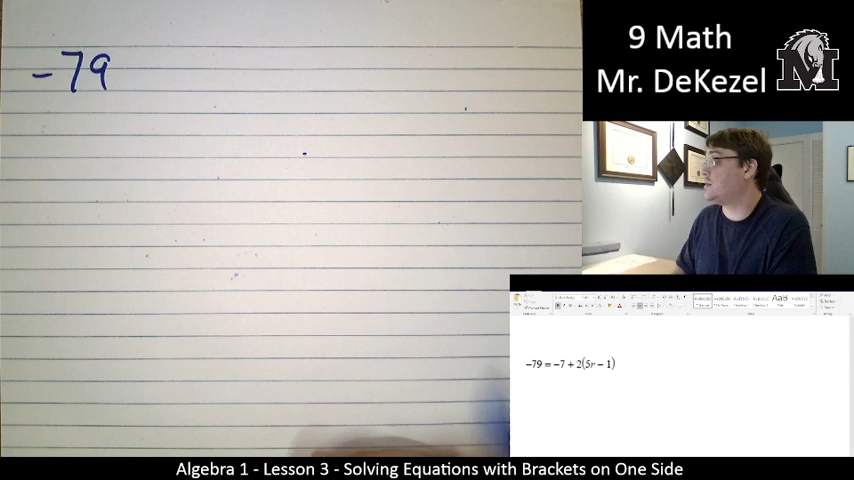 -79
9 Math
Mr. DeKezel
M
AaB
−79 = −7 + 2(5r − 1)
Algebra 1 - Lesson 3 - Solving Equations with Brackets on One Side